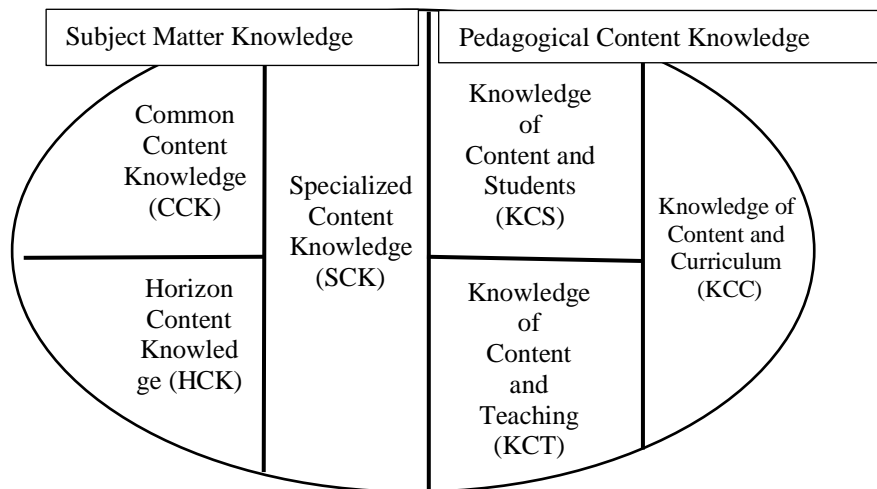 Subject Matter Knowledge
Pedagogical Content Knowledge
Common
Content
Knowledge
(CCK)
Horizon
Content
Knowled
ge (HCK)
Specialized
Content
Knowledge
(SCK)
Knowledge
of
Content and
Students
(KCS)
Knowledge
of
Content
and
Teaching
(KCT)
Knowledge of
Content and
Curriculum
(KCC)